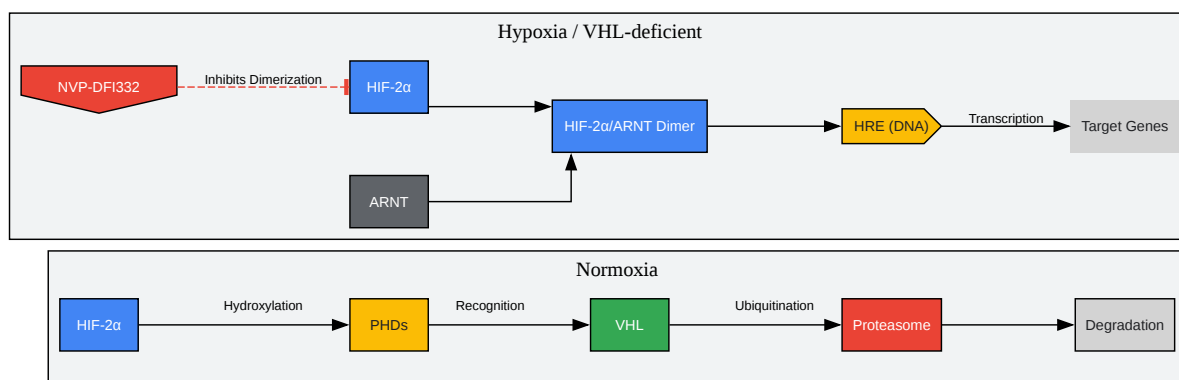 Hypoxia / VHL-deficient
NVP-DFI332
Inhibits Dimerization
HIF-2α
HIF-2α/ARNT Dimer
HRE (DNA)
Transcription
Target Genes
ARNT
Normoxia
HIF-2α
Hydroxylation
PHDs
Recognition
VHL
Ubiquitination
Proteasome
Degradation